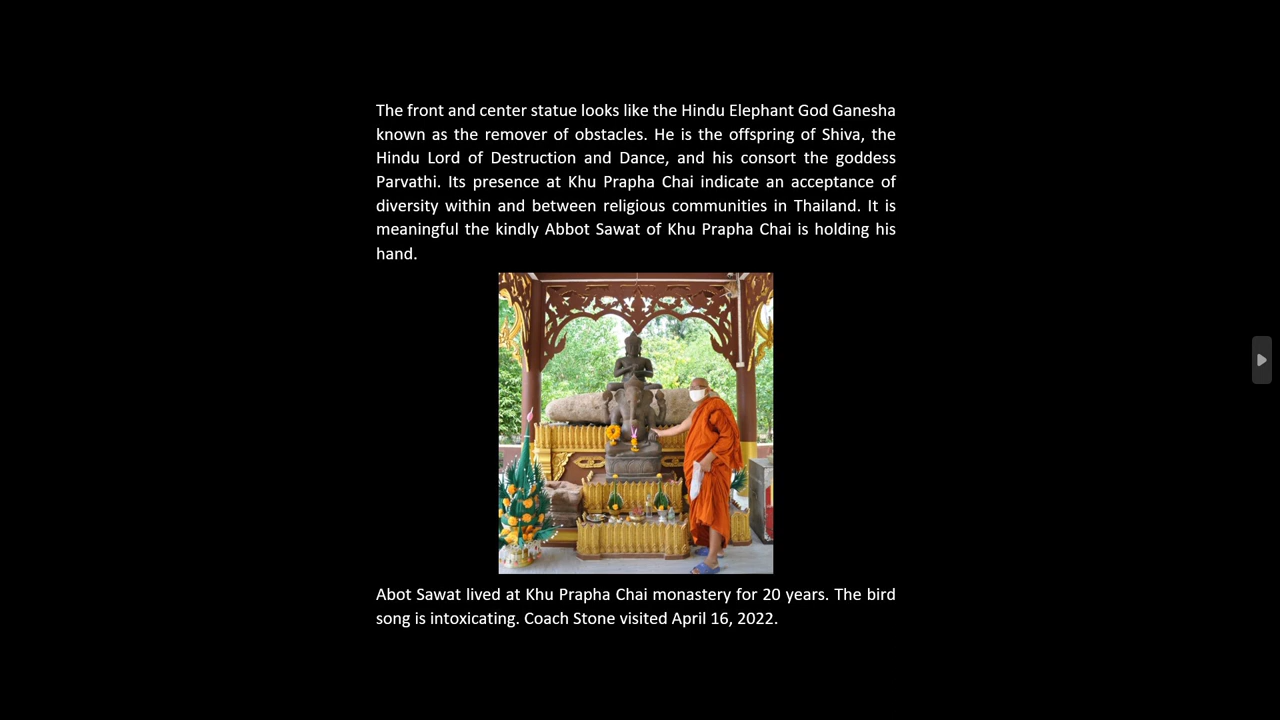 The front and center statue looks like the Hindu Elephant God Ganesha
known as the remover of obstacles. He is the offspring of Shiva, the
Hindu Lord of Destruction and Dance, and his consort the goddess
Parvathi. Its presence at Khu Prapha Chai indicate an acceptance of
diversity within and between religious communities in Thailand. It is
meaningful the kindly Abbot Sawat of Khu Prapha Chai is holding his
hand.
Abot Sawat lived at Khu Prapha Chai monastery for 20 years. The bird
song is intoxicating. Coach Stone visited April 16, 2022.